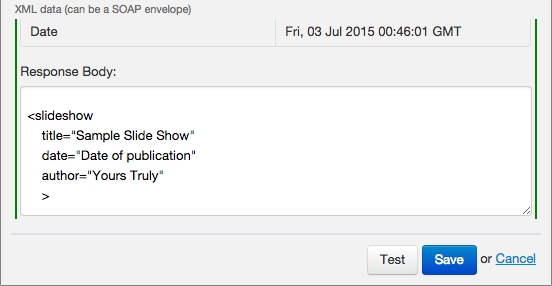 XML data (can be a SOAP envelope)
Date Fri, 03 Jul 2015 00:46:01 GMT
Response Body:
<slideshow
title="Sample Slide Show"
date="Date of publication"
author="Yours Truly"
>
Test Save or Cancel